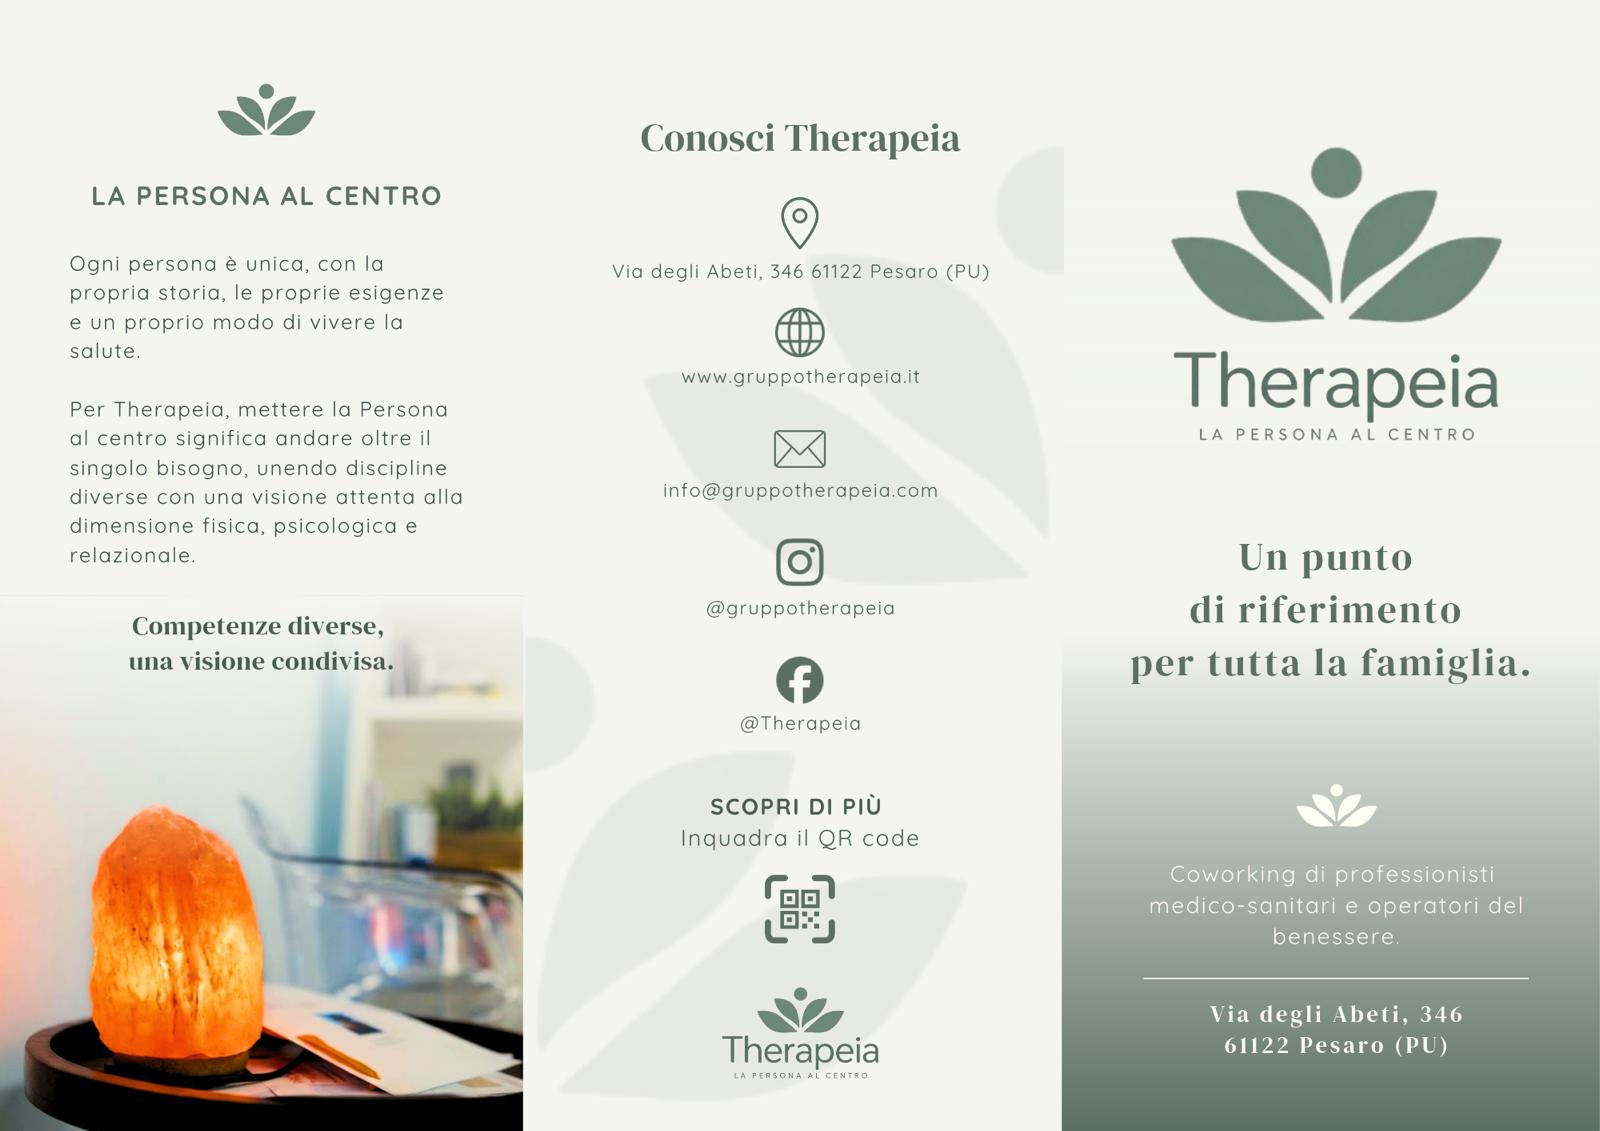 LA PERSONA AL CENTRO
Ogni persona è unica, con la
propria storia, le proprie esigenze
e un proprio modo di vivere la
salute.
Per Therapeia, mettere la Persona
al centro significa andare oltre il
singolo bisogno, unendo discipline
diverse con una visione attenta alla
dimensione fisica, psicologica e
relazionale.
Competenze diverse,
una visione condivisa.
Conosci Therapeia
Via degli Abeti, 346 61122 Pesaro (PU)
www.gruppotherapeia.it
info@gruppotherapeia.com
@gruppotherapeia
@Therapeia
SCOPRI DI PIÙ
Inquadra il QR code
Therapeia
LA PERSONA AL CENTRO
Therapeia
LA PERSONA AL CENTRO
Un punto
di riferimento
per tutta la famiglia.
Coworking di professionisti
medico-sanitari e operatori del
benessere.
Via degli Abeti, 346
61122 Pesaro (PU)